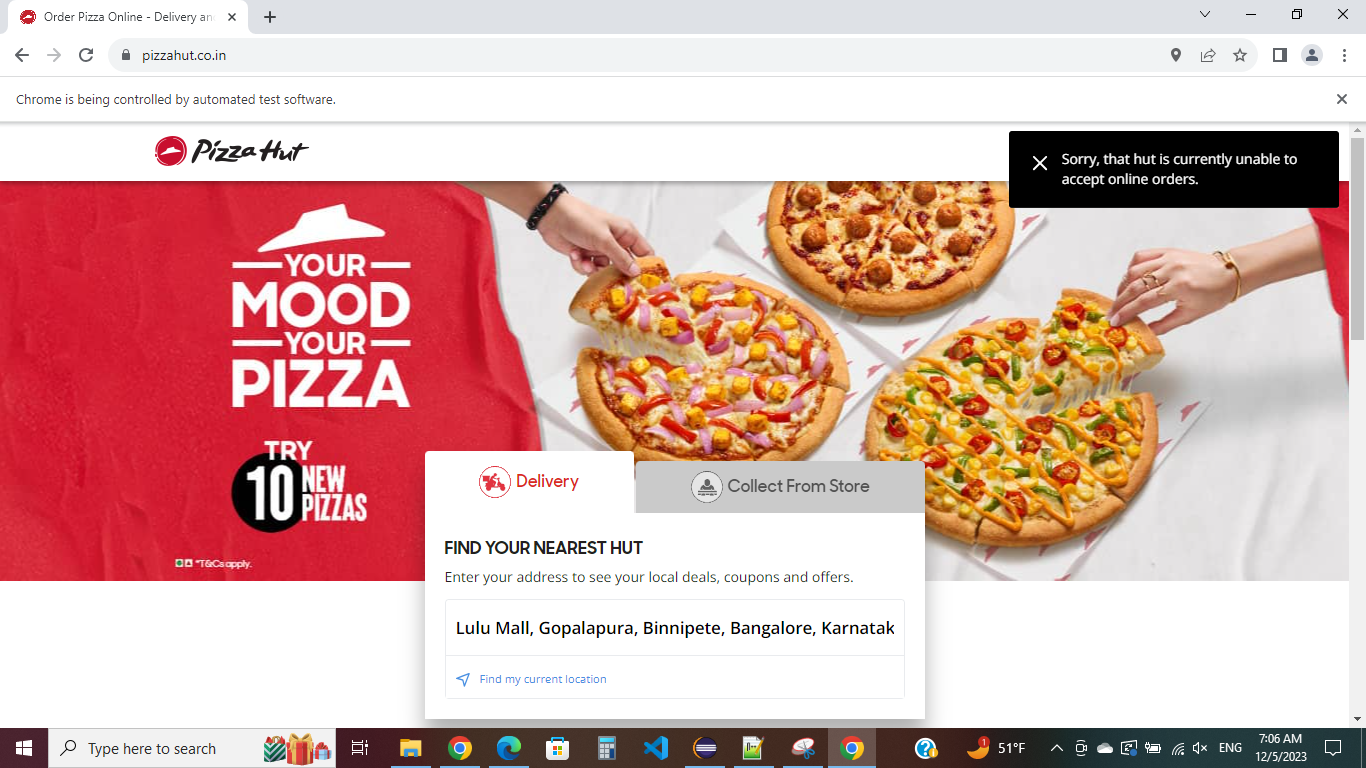 Order Pizza Online - Delivery an
pizzahut.co.in
Chrome is being controlled by automated test software.
Pizza Hut
Sorry, that hut is currently unable to
accept online orders.
YOUR
MOOD
YOUR
PIZZA
TRY
10 NEW
PIZZAS
*T&Cs apply.
Delivery
Collect From Store
FIND YOUR NEAREST HUT
Enter your address to see your local deals, coupons and offers.
Lulu Mall, Gopalapura, Binnipete, Bangalore, Karnatak
Find my current location
Type here to search
1
51°F
ENG
7:06 AM
12/5/2023